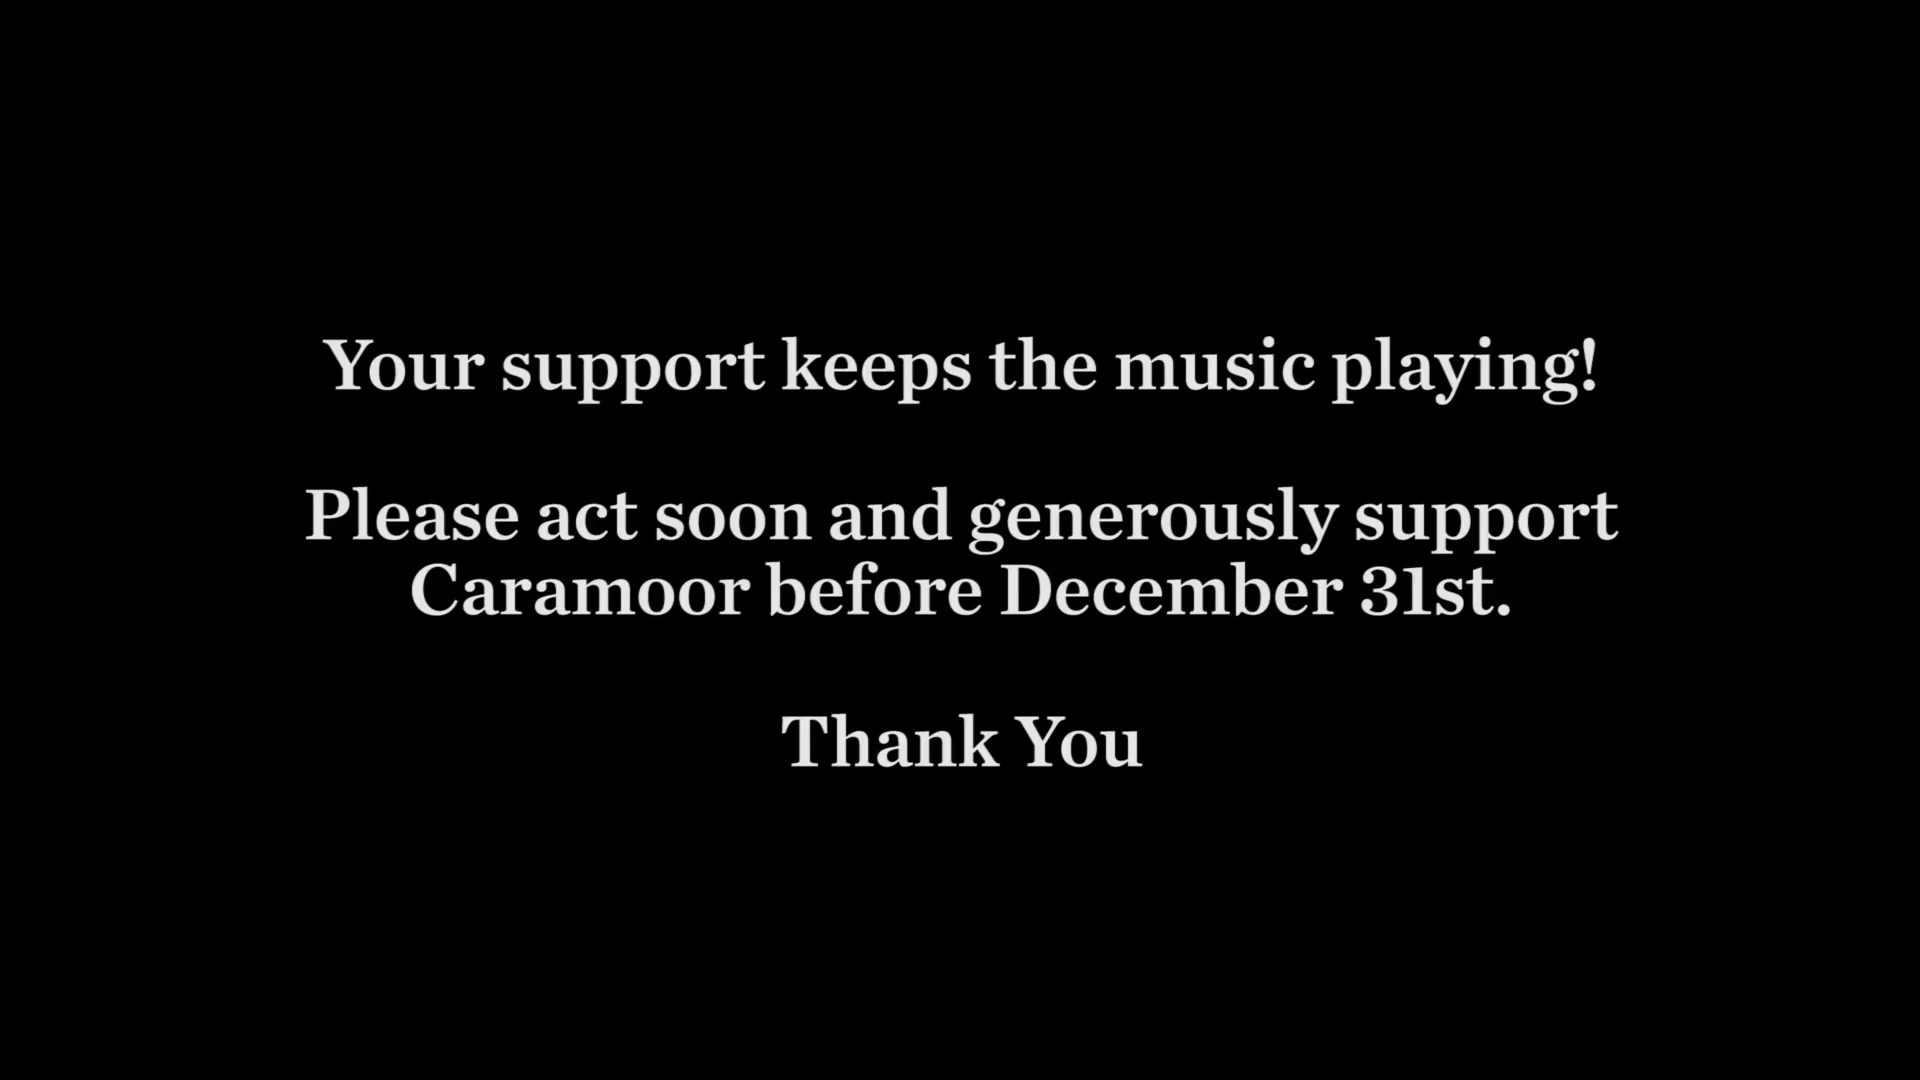 Your support keeps the music playing!
Please act soon and generously support
Caramoor before December 31st.
Thank You